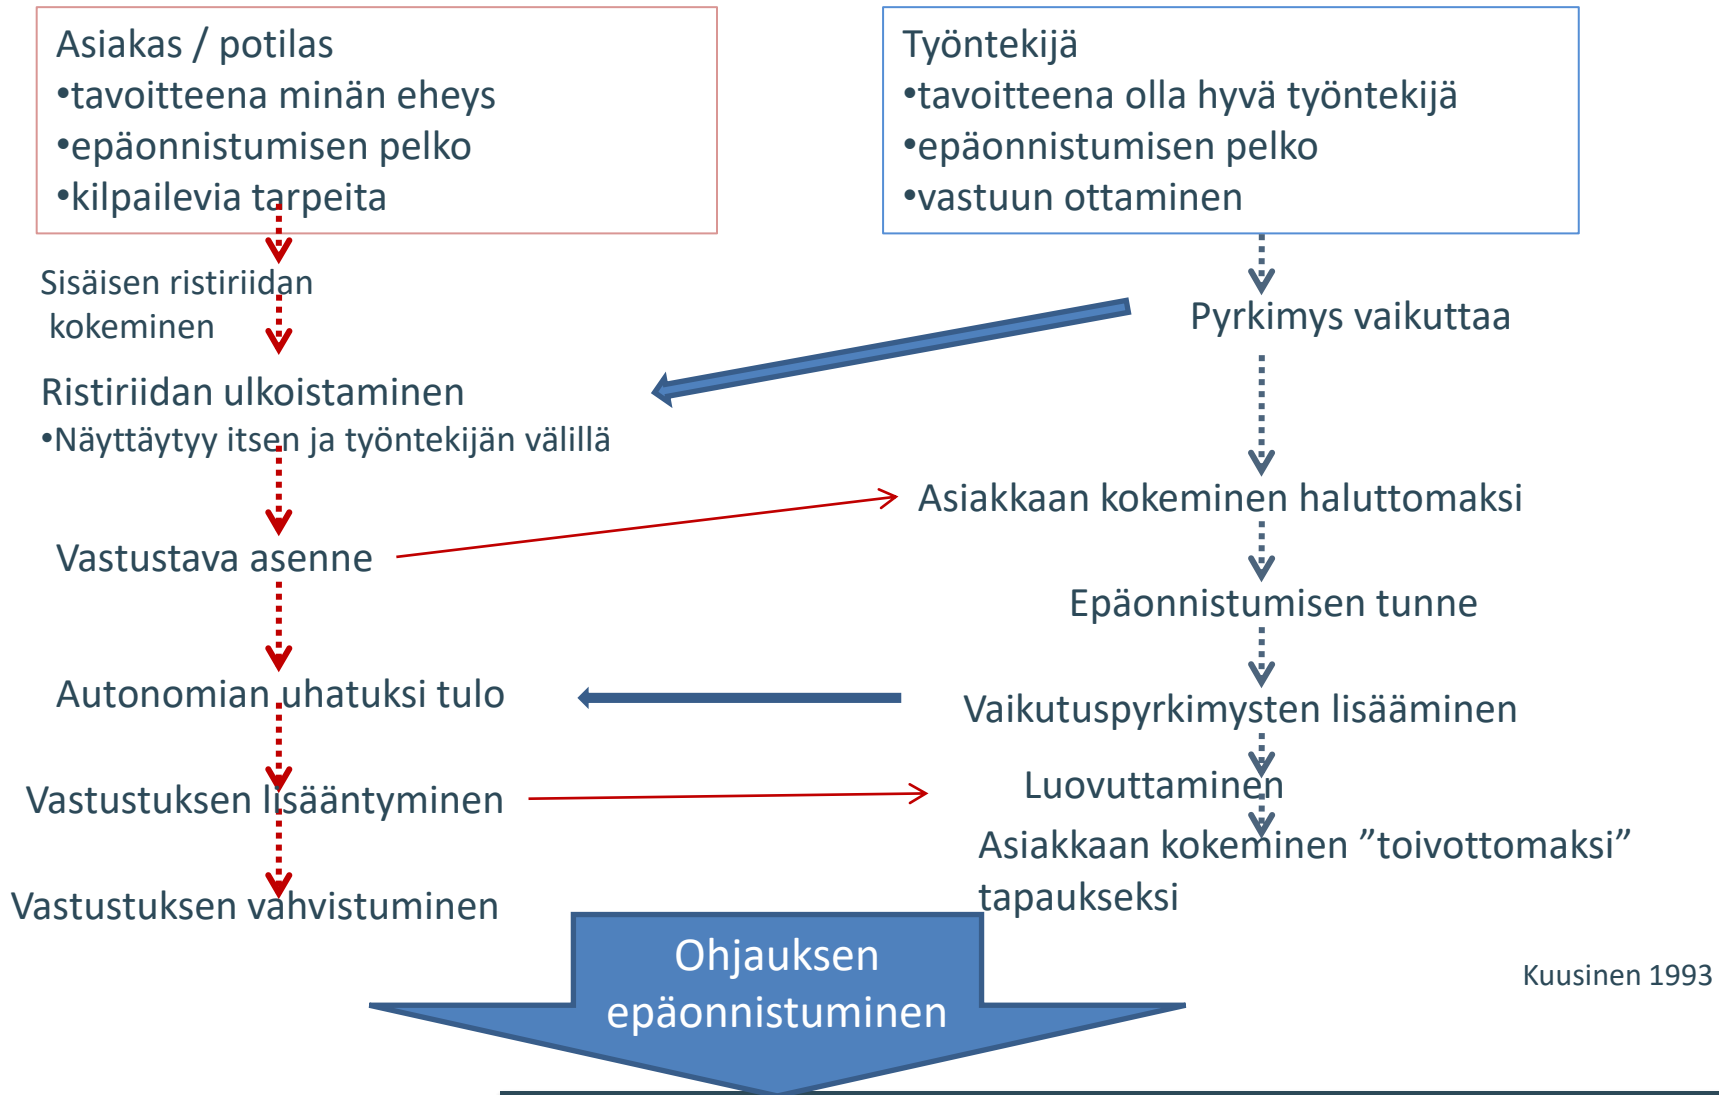 Asiakas / potilas
•tavoitteena minän eheys
•epäonnistumisen pelko
•kilpailevia tarpeita
Sisäisen ristiriidan
kokeminen
Ristiriidan ulkoistaminen
•Näyttäytyy itsen ja työntekijän välillä
Vastustava asenne
Autonomian uhatuksi tulo
Vastustuksen lisääntyminen
Vastustuksen vahvistuminen
Työntekijä
•tavoitteena olla hyvä työntekijä
•epäonnistumisen pelko
•vastuun ottaminen
Pyrkimys vaikuttaa
Asiakkaan kokeminen haluttomaksi
Epäonnistumisen tunne
Vaikutuspyrkimysten lisääminen
Luovuttaminen
Asiakkaan kokeminen ”toivottomaksi”
tapaukseksi
Ohjauksen
epäonnistuminen
Kuusinen 1993